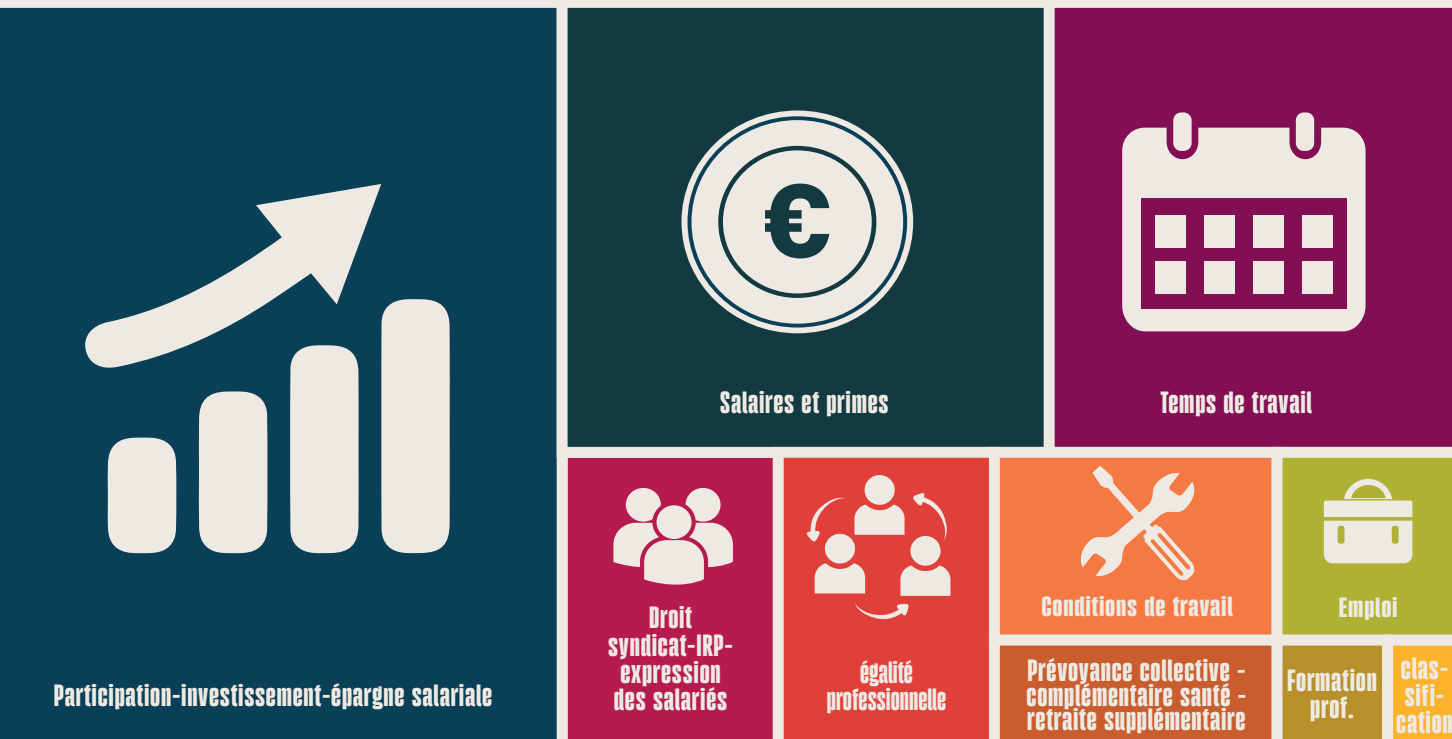 €
Salaires et primes
Temps de travail
Participation-investissement-épargne salariale
Droit
syndicat-IRP-
expression
des salariés
égalité
professionnelle
Conditions de travail
Emploi
Prévoyance collective -
complémentaire santé -
retraite supplémentaire
Formation
prof.
clas-
sifi-
cation